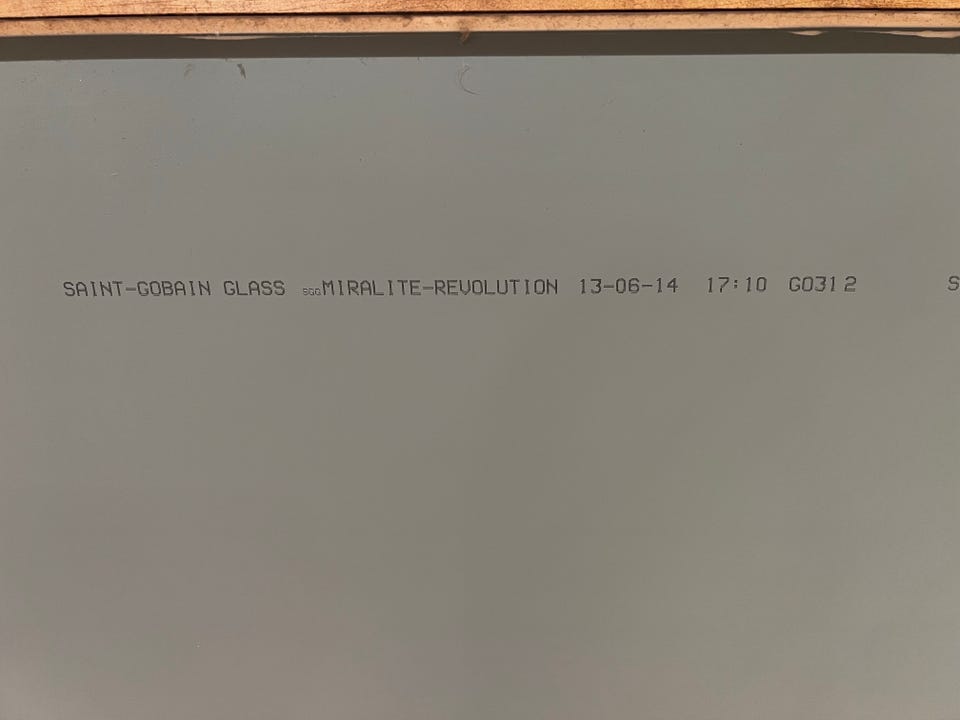 SAINT-GOBAIN GLASS SGGMIRALITE-REVOLUTION 13-06-14 17:10 G0312 S